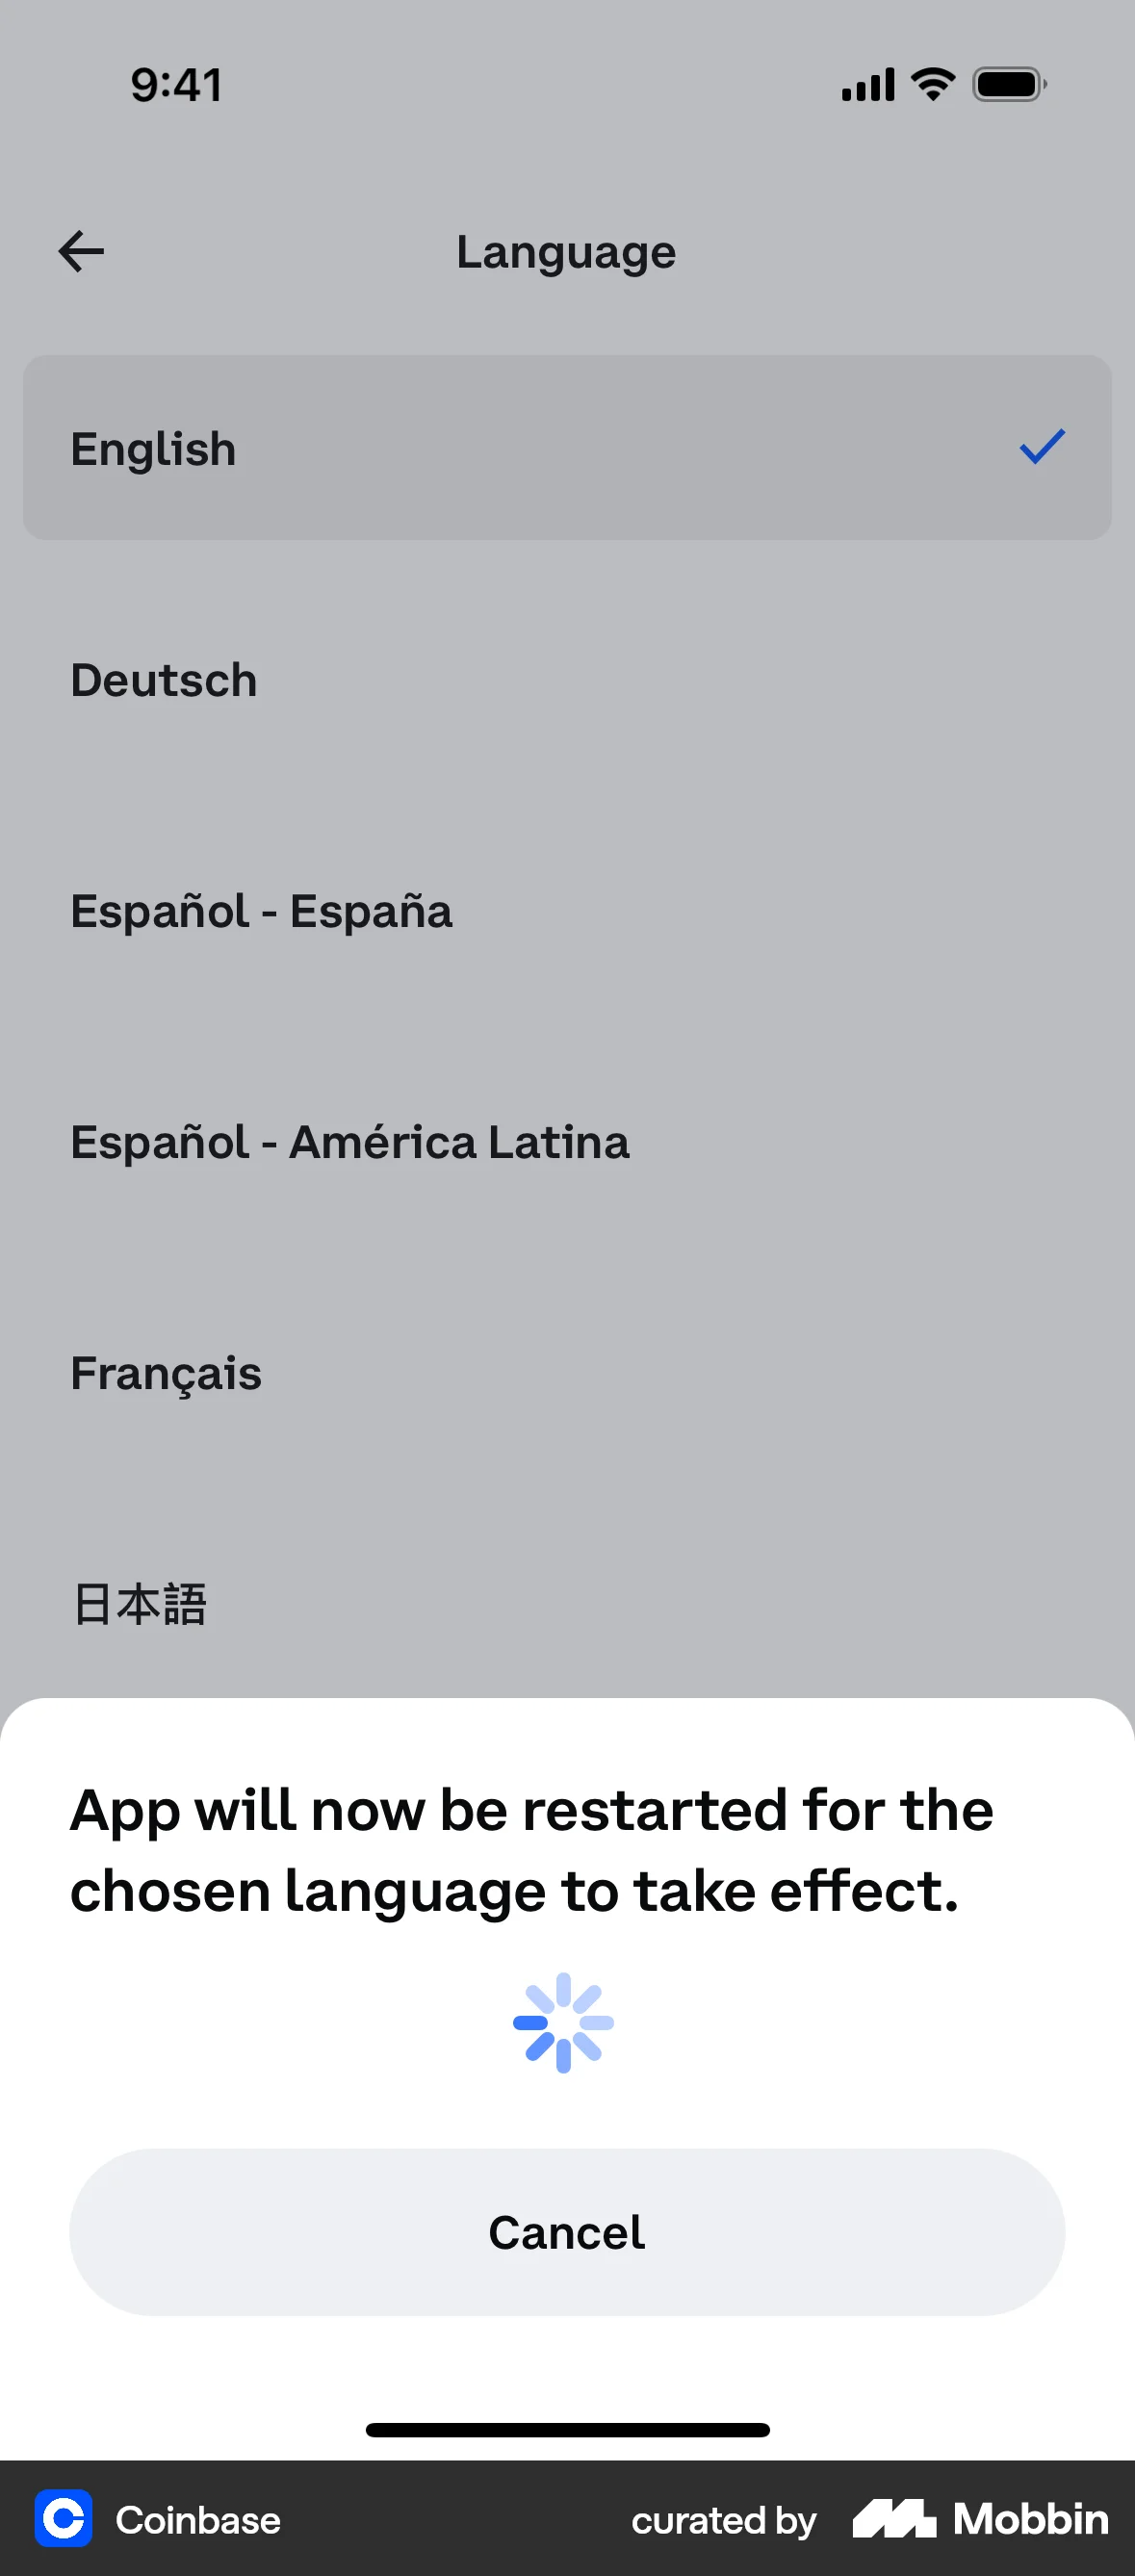 9:41
Language
English
Deutsch
Español - España
Español - América Latina
Français
日本語
App will now be restarted for the
chosen language to take effect.
Cancel
Coinbase
curated by Mobbin